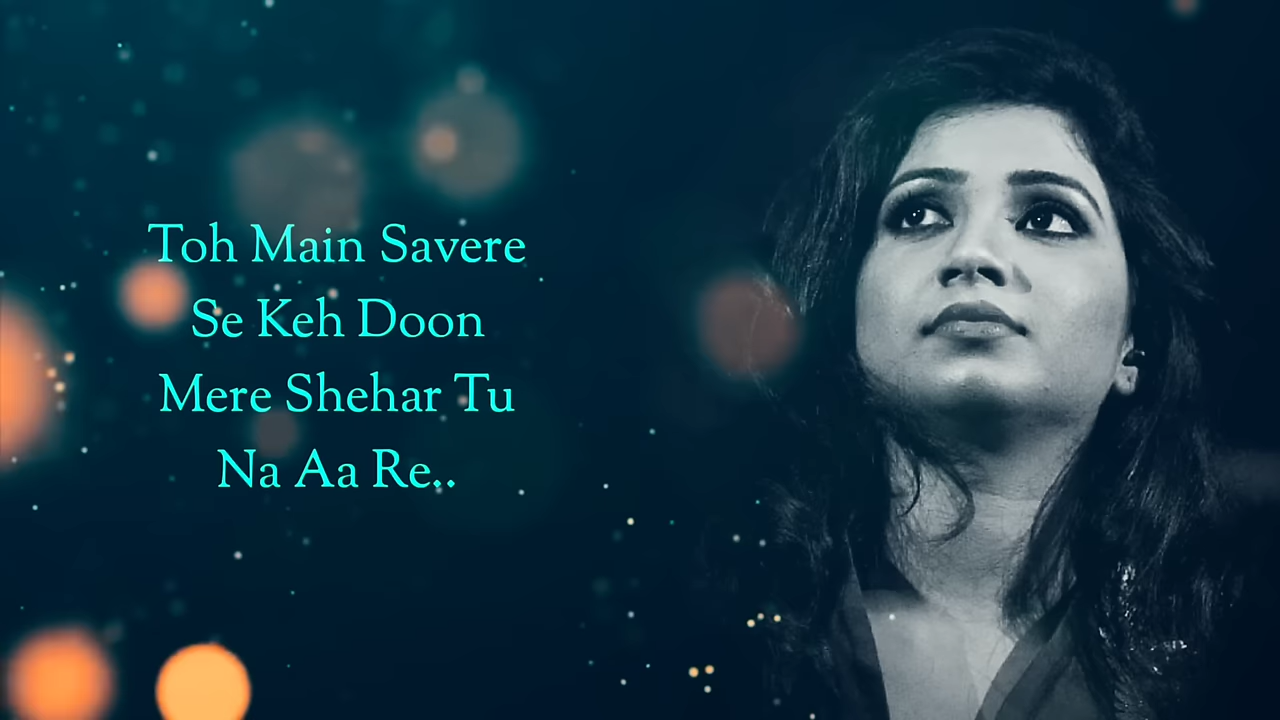 Toh Main Savere
Se Keh Doon
Mere Shehar Tu
Na Aa Re..